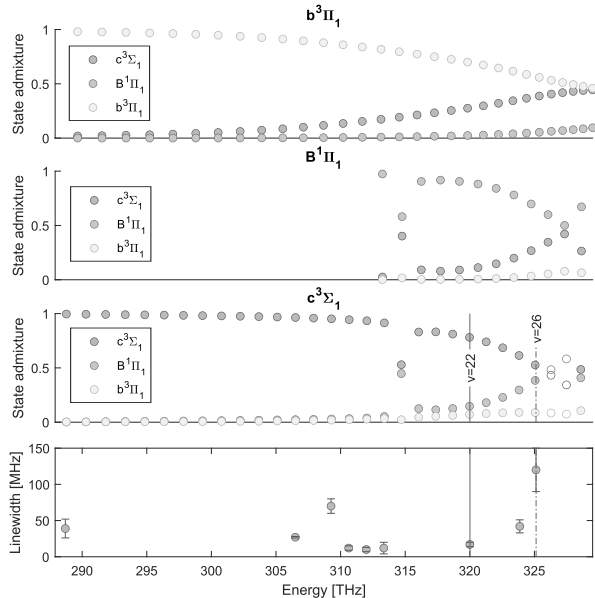 b³Π₁
State admixture
1
0.5
0
c³Σ₁
B¹Π₁
b³Π₁
B¹Π₁
State admixture
1
0.5
0
c³Σ₁
B¹Π₁
b³Π₁
c³Σ₁
State admixture
1
0.5
0
c³Σ₁
B¹Π₁
b³Π₁
v=22
v=26
Linewidth [MHz]
150
100
50
0
290 295 300 305 310 315 320 325
Energy [THz]